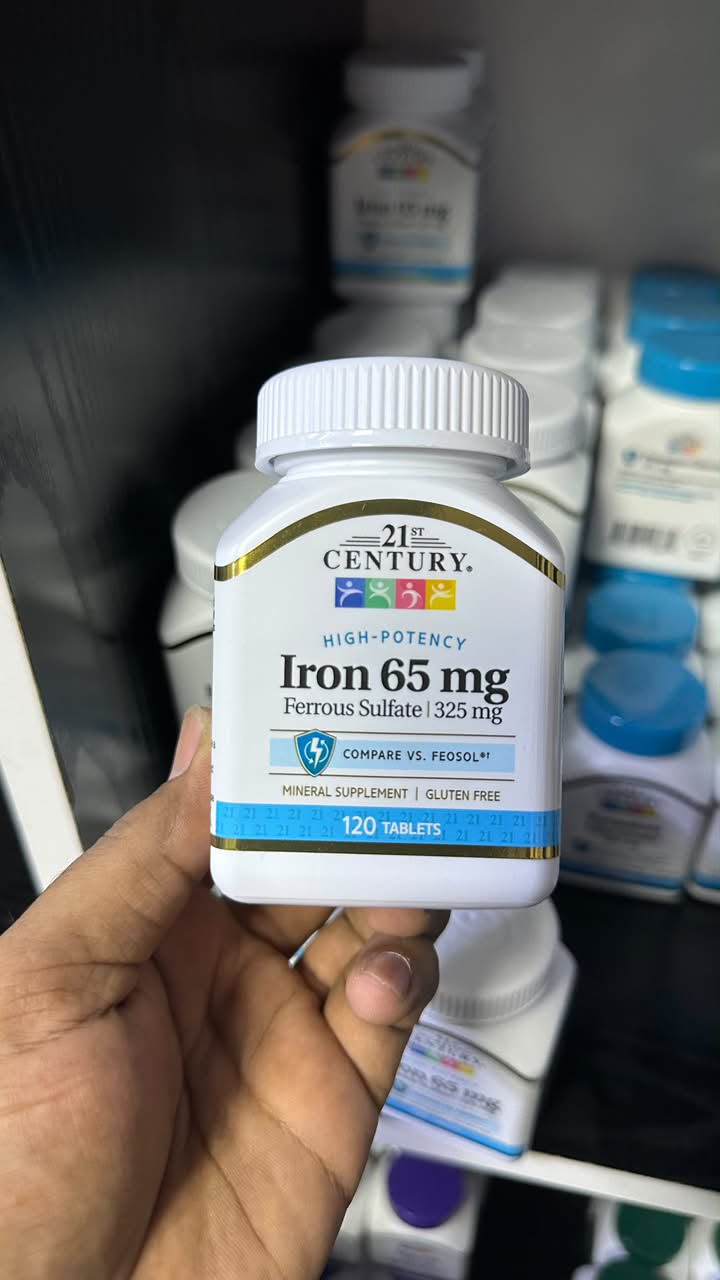 21ST
CENTURY®
HIGH-POTENCY
Iron 65 mg
Ferrous Sulfate | 325 mg
COMPARE VS. FEOSOL®†
MINERAL SUPPLEMENT | GLUTEN FREE
120 TABLETS